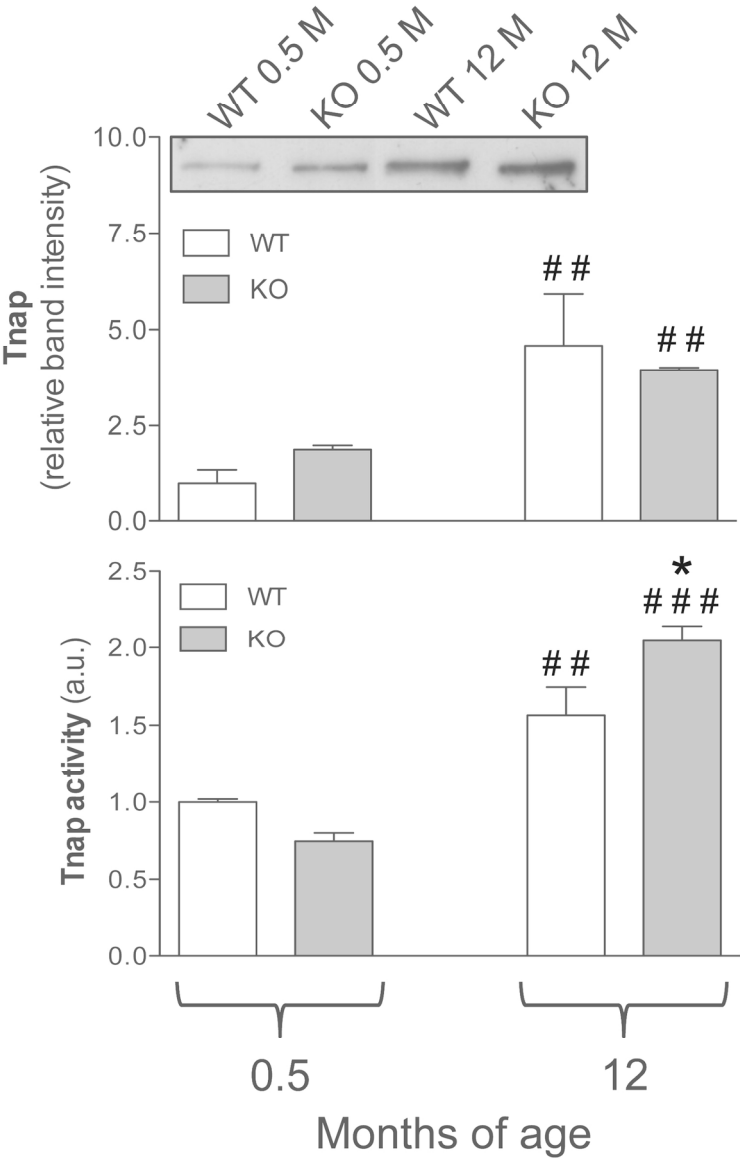 WT 0.5 M
KO 0.5 M
WT 12 M
KO 12 M
Tnap
(relative band intensity)
10.0
7.5
5.0
2.5
0.0
WT
KO
# #
# #
Tnap activity (a.u.)
2.5
2.0
1.5
1.0
0.5
0.0
WT
KO
# #
*
# # #
0.5
12
Months of age